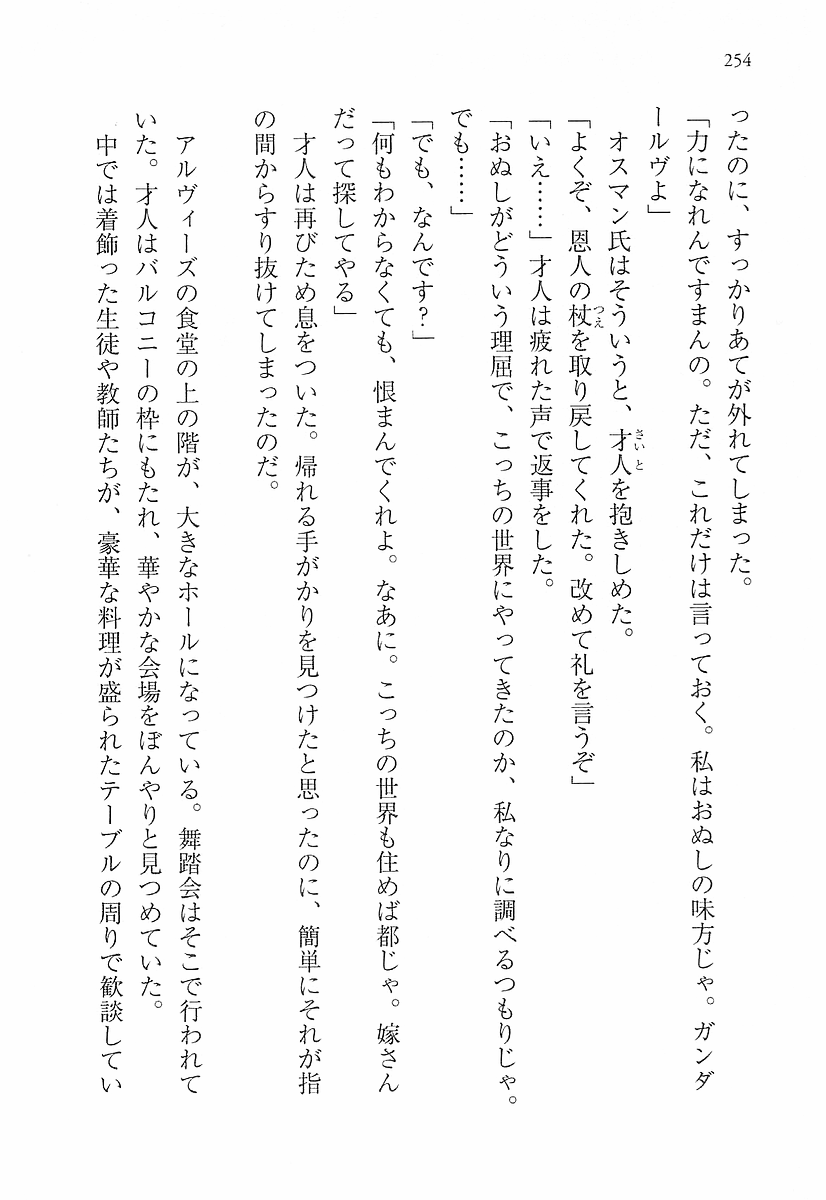 254
ったのに、すっかりあてが外れてしまった。
「力になれんですまんの。ただ、これだけは言っておく。私はおぬしの味方じゃ。ガンダ
ールヴよ」
オスマン氏はそういうと、才人を抱きしめた。
「よくぞ、恩人の杖を取り戻してくれた。改めて礼を言うぞ」
「いえ……」才人は疲れた声で返事をした。
「おぬしがどういう理屈で、こっちの世界にやってきたのか、私なりに調べるつもりじゃ。
でも……」
「でも、なんです?」
「何もわからなくても、恨まんでくれよ。なあに。こっちの世界も住めば都じゃ。嫁さん
だって探してやる」
才人は再びため息をついた。帰れる手がかりを見つけたと思ったのに、簡単にそれが指
の間からすり抜けてしまったのだ。
アルヴィーズの食堂の上の階が、大きなホールになっている。舞踏会はそこで行われて
いた。才人はバルコニーの枠にもたれ、華やかな会場をぼんやりと見つめていた。
中では着飾った生徒や教師たちが、豪華な料理が盛られたテーブルの周りで歓談してい